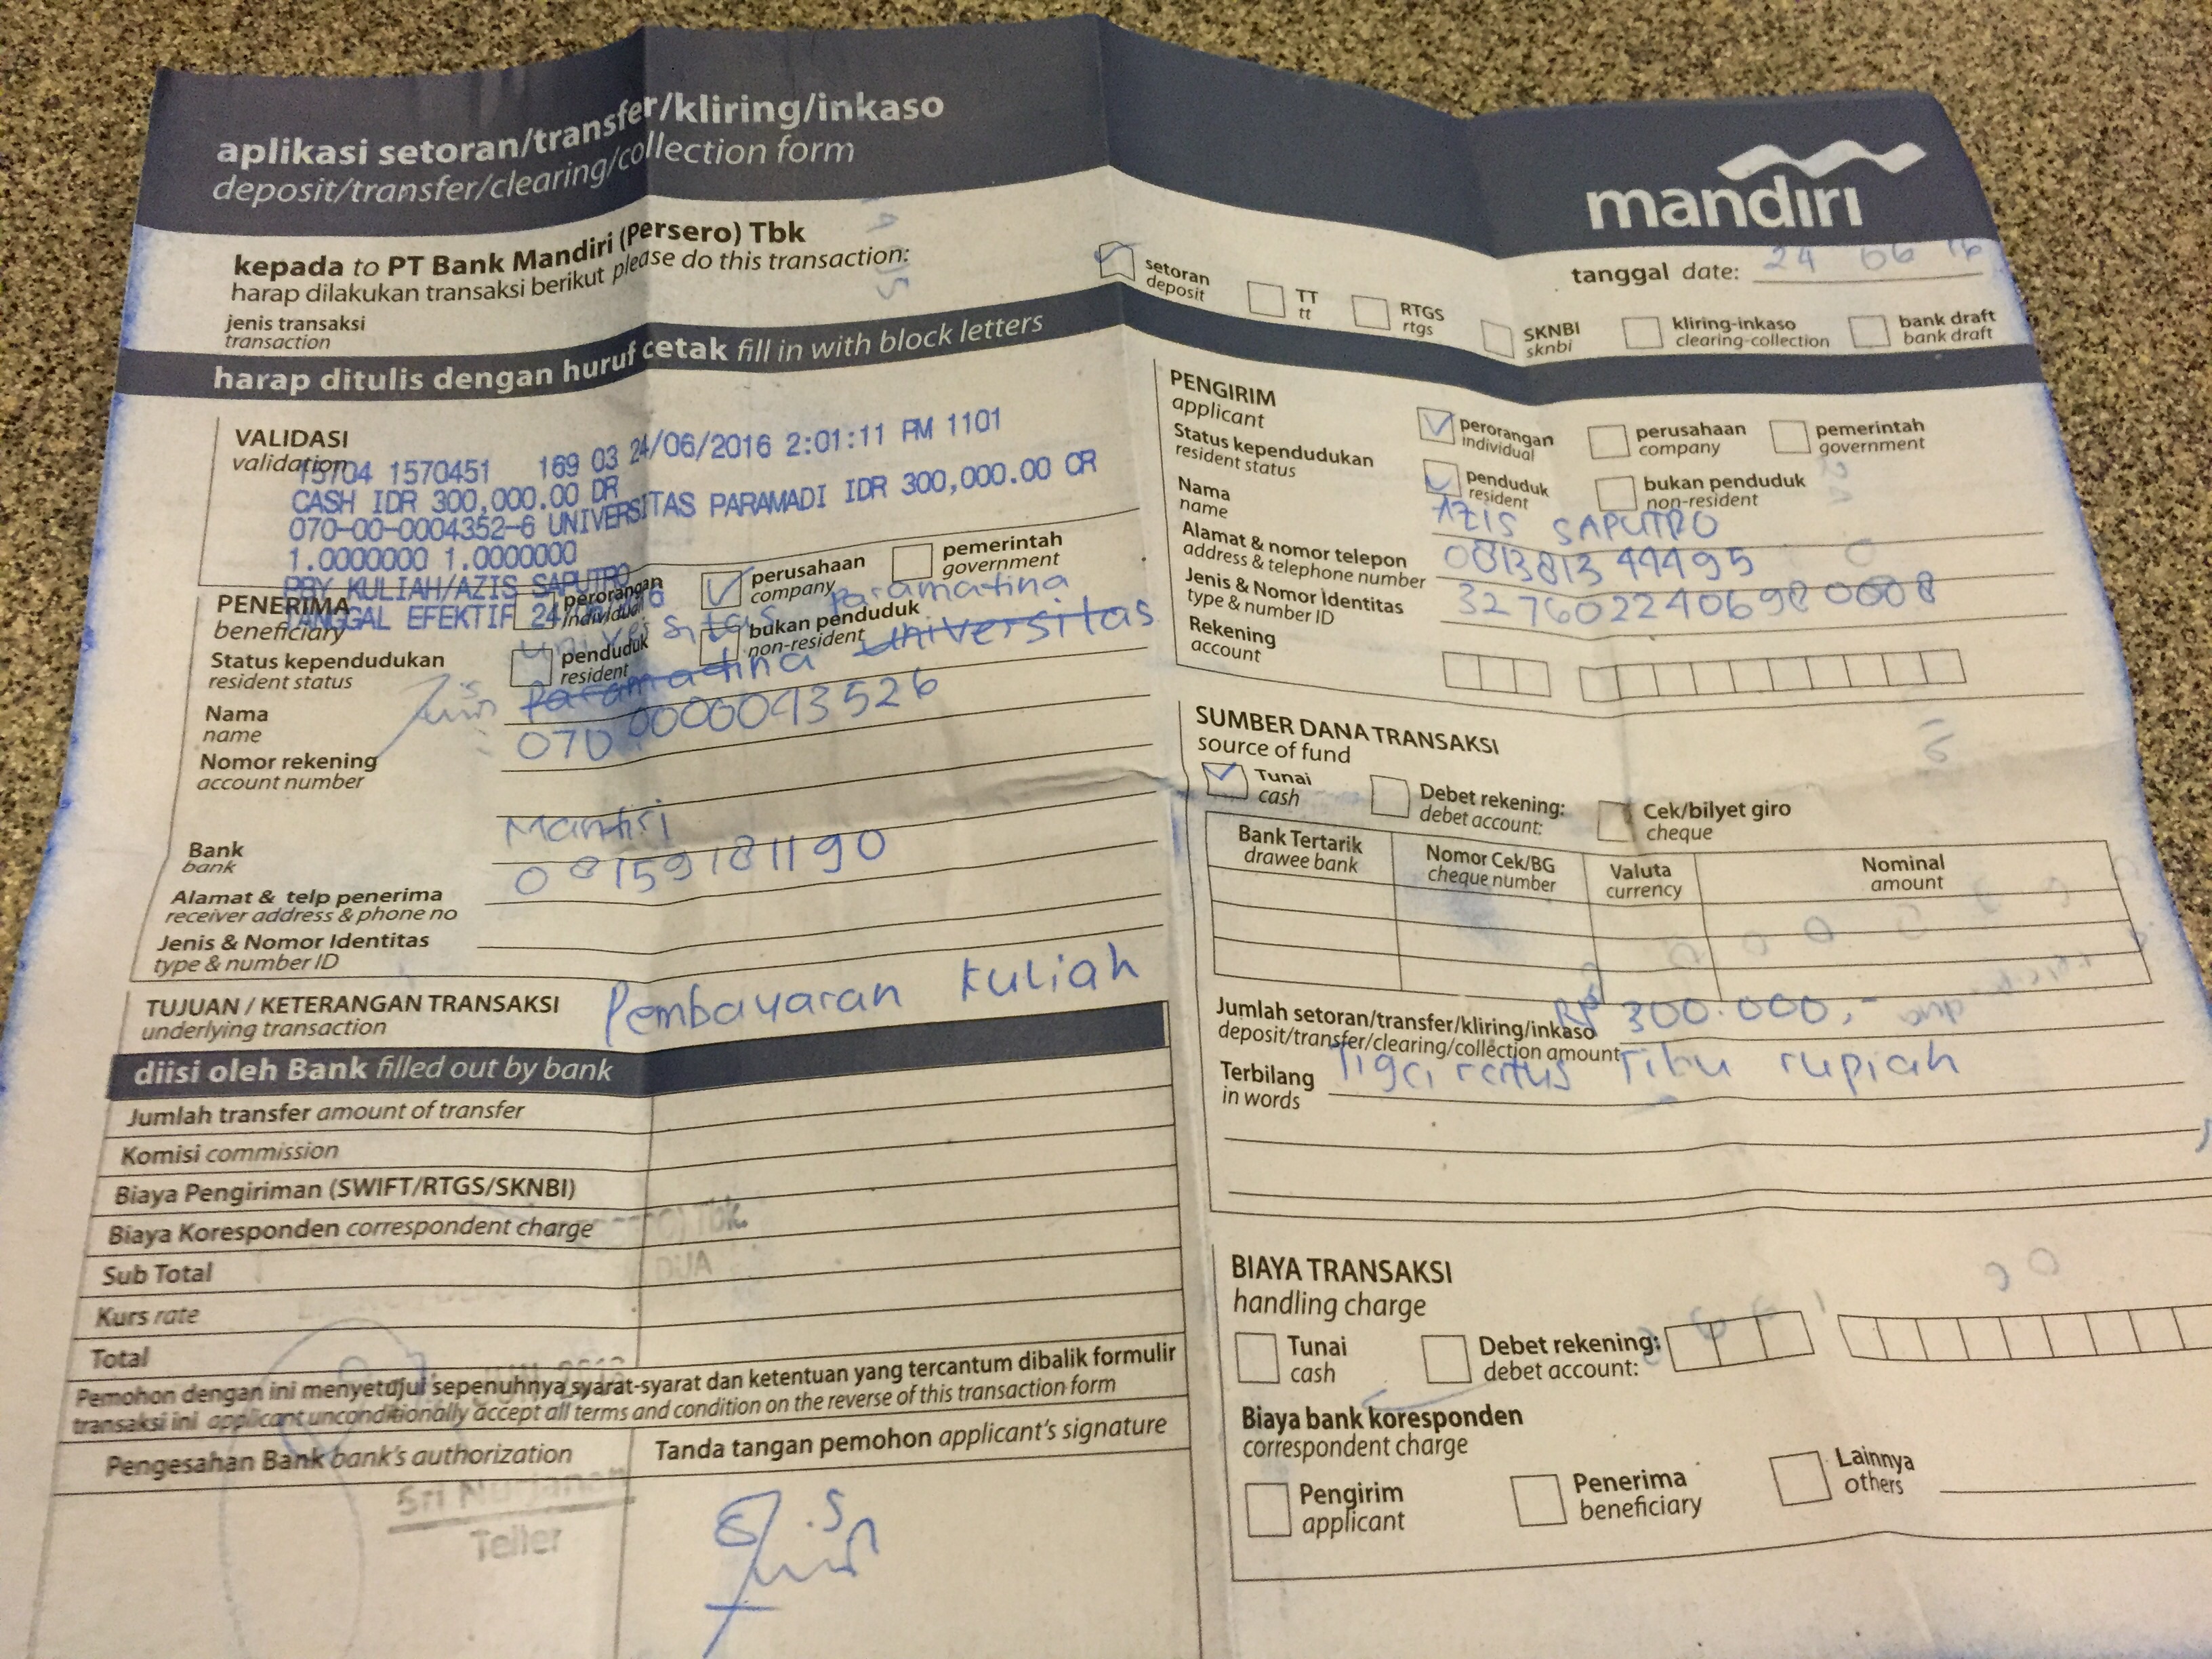 aplikasi setoran/transfer/kliring/inkaso
deposit/transfer/clearing/collection form
mandiri
kepada to PT Bank Mandiri (Persero) Tbk
harap dilakukan transaksi berikut please do this transaction:
tanggal date: 24 06 16
jenis transaksi
transaction
setoran
deposit
TT
tt
RTGS
rtgs
SKNBI
sknbi
kliring-inkaso
clearing-collection
bank draft
bank draft
harap ditulis dengan huruf cetak fill in with block letters
VALIDASI
validation
15704 1570451 169 03 24/06/2016 2:01:11 PM 1101
CASH IDR 300,000.00 DR
070-00-0004352-6 UNIVERSITAS PARAMADI IDR 300,000.00 CR
1.0000000 1.0000000
PBY KULIAH/AZIS SAPUTRO
TANGGAL EFEKTIF 24/
PENERIMA
beneficiary
perorangan
individual
perusahaan
company
pemerintah
government
Status kependudukan
resident status
penduduk
resident
bukan penduduk
non-resident
Universitas Paramadina
Universitas
Nama
name
Paramadina
Nomor rekening
account number
070 0000043526
Bank
bank
Mandiri
Alamat & telp penerima
receiver address & phone no
08159181190
Jenis & Nomor Identitas
type & number ID
TUJUAN / KETERANGAN TRANSAKSI
underlying transaction
Pembayaran kuliah
diisi oleh Bank filled out by bank
Jumlah transfer amount of transfer
Komisi commission
Biaya Pengiriman (SWIFT/RTGS/SKNBI)
Biaya Koresponden correspondent charge
Sub Total
Kurs rate
Total
Pemohon dengan ini menyetujui sepenuhnya syarat-syarat dan ketentuan yang tercantum dibalik formulir
transaksi ini applicant unconditionally accept all terms and condition on the reverse of this transaction form
Pengesahan Bank bank's authorization
Tanda tangan pemohon applicant's signature
Teller
PENGIRIM
applicant
perorangan
individual
perusahaan
company
pemerintah
government
Status kependudukan
resident status
penduduk
resident
bukan penduduk
non-resident
Nama
name
AZIS SAPUTRO
Alamat & nomor telepon
address & telephone number
Jenis & Nomor Identitas
type & number ID
Rekening
account
SUMBER DANA TRANSAKSI
source of fund
Tunai
cash
Debet rekening:
debet account:
Cek/bilyet giro
cheque
Bank Tertarik
drawee bank
Nomor Cek/BG
cheque number
Valuta
currency
Nominal
amount
Jumlah setoran/transfer/kliring/inkaso
deposit/transfer/clearing/collection amount
Rp 300.000,-
Terbilang
in words
Tiga ratus ribu rupiah
BIAYA TRANSAKSI
handling charge
Tunai
cash
Debet rekening:
debet account:
Biaya bank koresponden
correspondent charge
Pengirim
applicant
Penerima
beneficiary
Lainnya
others